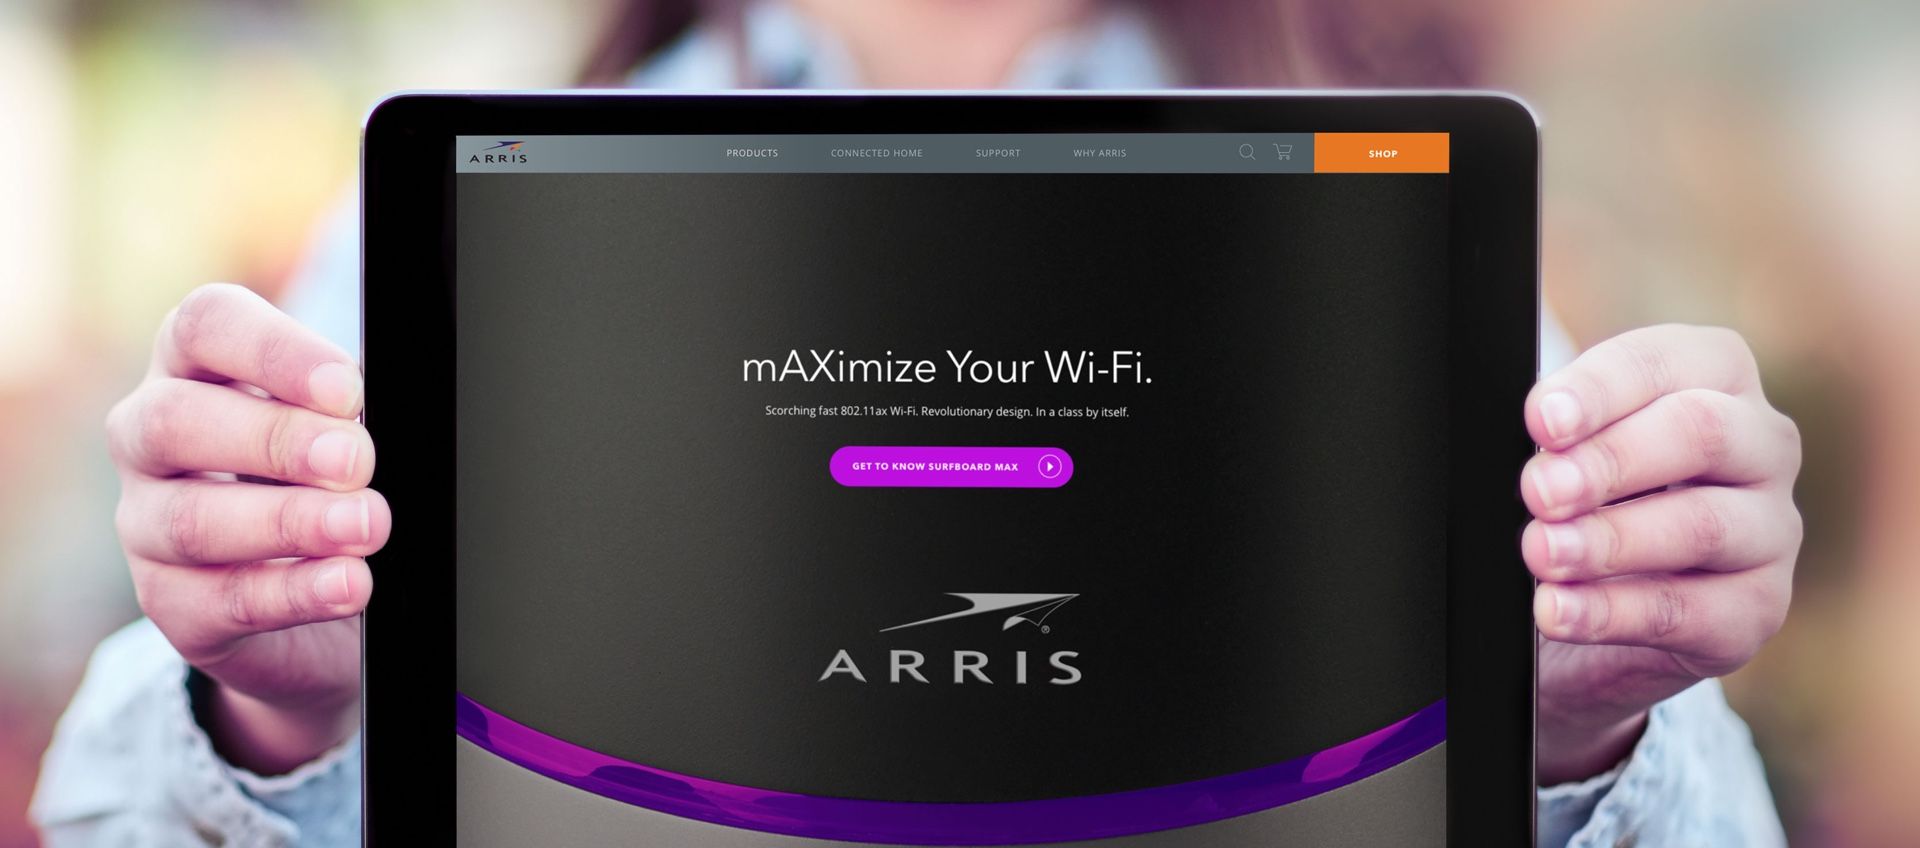 ARRIS
PRODUCTS
CONNECTED HOME
SUPPORT
WHY ARRIS
SHOP
mAXimize Your Wi-Fi.
Scorching fast 802.11ax Wi-Fi. Revolutionary design. In a class by itself.
GET TO KNOW SURFBOARD MAX
®
ARRIS